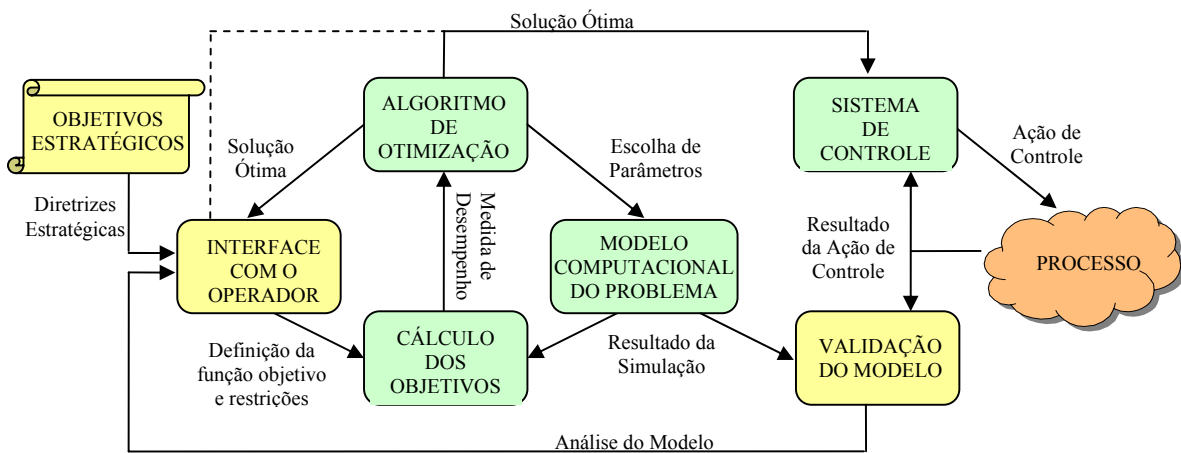 Solução Ótima
OBJETIVOS
ESTRATÉGICOS
ALGORITMO
DE
OTIMIZAÇÃO
SISTEMA
DE
CONTROLE
Solução
Ótima
Escolha de
Parâmetros
Ação de
Controle
Diretrizes
Estratégicas
Medida de
Desempenho
INTERFACE
COM O
OPERADOR
MODELO
COMPUTACIONAL
DO PROBLEMA
Resultado
da Ação de
Controle
PROCESSO
Definição da
função objetivo
e restrições
CÁLCULO
DOS
OBJETIVOS
Resultado da
Simulação
VALIDAÇÃO
DO MODELO
Análise do Modelo